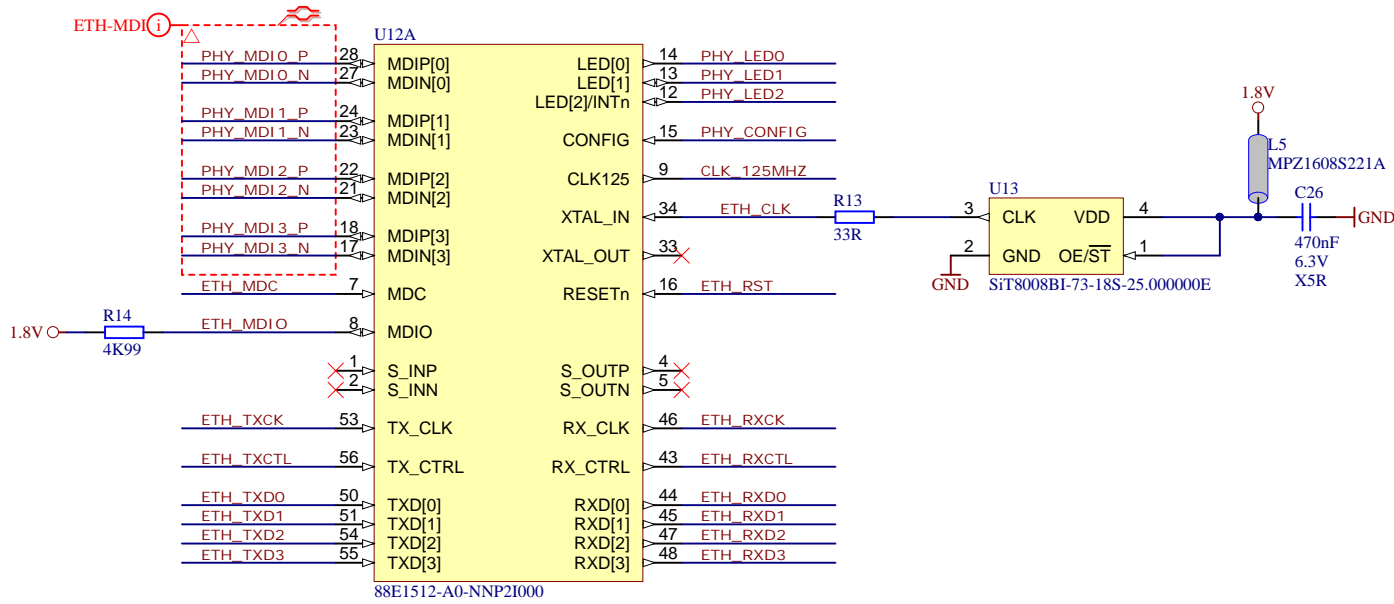 ETH-MDI i
U12A
PHY_MDI0_P 28 MDIP[0] LED[0] 14 PHY_LED0
PHY_MDI0_N 27 MDIN[0] LED[1] 13 PHY_LED1
LED[2]/INTn 12 PHY_LED2
PHY_MDI1_P 24 MDIP[1]
PHY_MDI1_N 23 MDIN[1] CONFIG 15 PHY_CONFIG
PHY_MDI2_P 22 MDIP[2] CLK125 9 CLK_125MHZ
PHY_MDI2_N 21 MDIN[2]
XTAL_IN 34 ETH_CLK
PHY_MDI3_P 18 MDIP[3]
PHY_MDI3_N 17 MDIN[3] XTAL_OUT 33
ETH_MDC 7 MDC RESETn 16 ETH_RST
1.8V R14 ETH_MDIO 8 MDIO
4K99
1 S_INP S_OUTP 4
2 S_INN S_OUTN 5
ETH_TXCK 53 TX_CLK RX_CLK 46 ETH_RXCK
ETH_TXCTL 56 TX_CTRL RX_CTRL 43 ETH_RXCTL
ETH_TXD0 50 TXD[0] RXD[0] 44 ETH_RXD0
ETH_TXD1 51 TXD[1] RXD[1] 45 ETH_RXD1
ETH_TXD2 54 TXD[2] RXD[2] 47 ETH_RXD2
ETH_TXD3 55 TXD[3] RXD[3] 48 ETH_RXD3
88E1512-A0-NNP2I000
R13
33R
U13
3 CLK VDD 4
2 GND OE/ST 1
GND
SiT8008BI-73-18S-25.000000E
1.8V
L5
MPZ1608S221A
C26
GND
470nF
6.3V
X5R